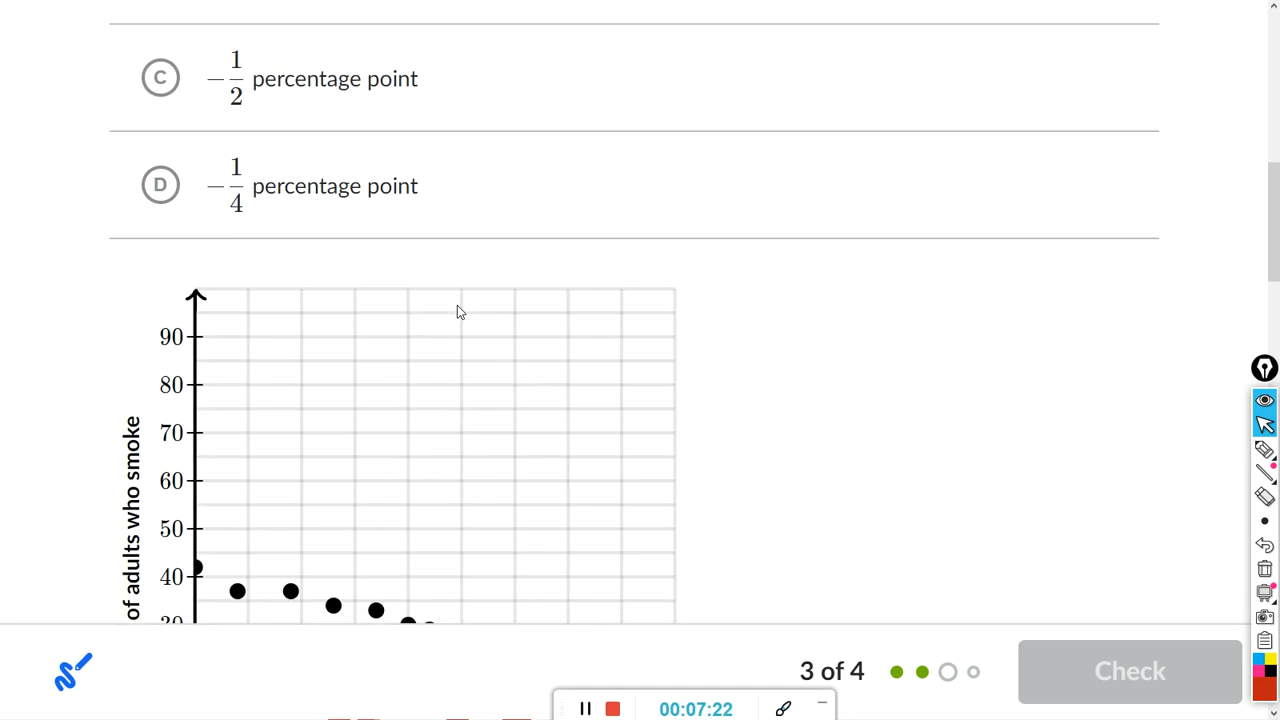 C −1/2 percentage point
D −1/4 percentage point
90
80
70
60
50
40
of adults who smoke
3 of 4
Check
00:07:22